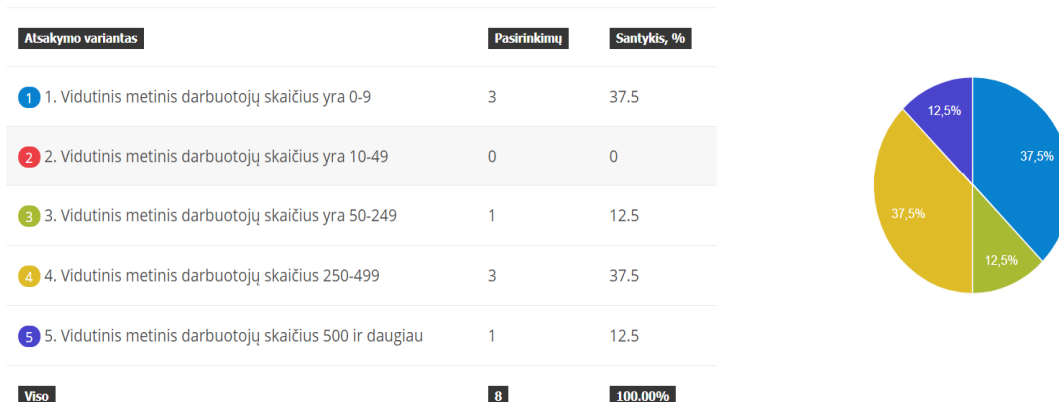 Atsakymo variantas Pasirinkimų Santykis, %
1 1. Vidutinis metinis darbuotojų skaičius yra 0-9 3 37.5
2 2. Vidutinis metinis darbuotojų skaičius yra 10-49 0 0
3 3. Vidutinis metinis darbuotojų skaičius yra 50-249 1 12.5
4 4. Vidutinis metinis darbuotojų skaičius 250-499 3 37.5
5 5. Vidutinis metinis darbuotojų skaičius 500 ir daugiau 1 12.5
Viso 8 100.00%
12,5%
37,5%
37,5%
12,5%